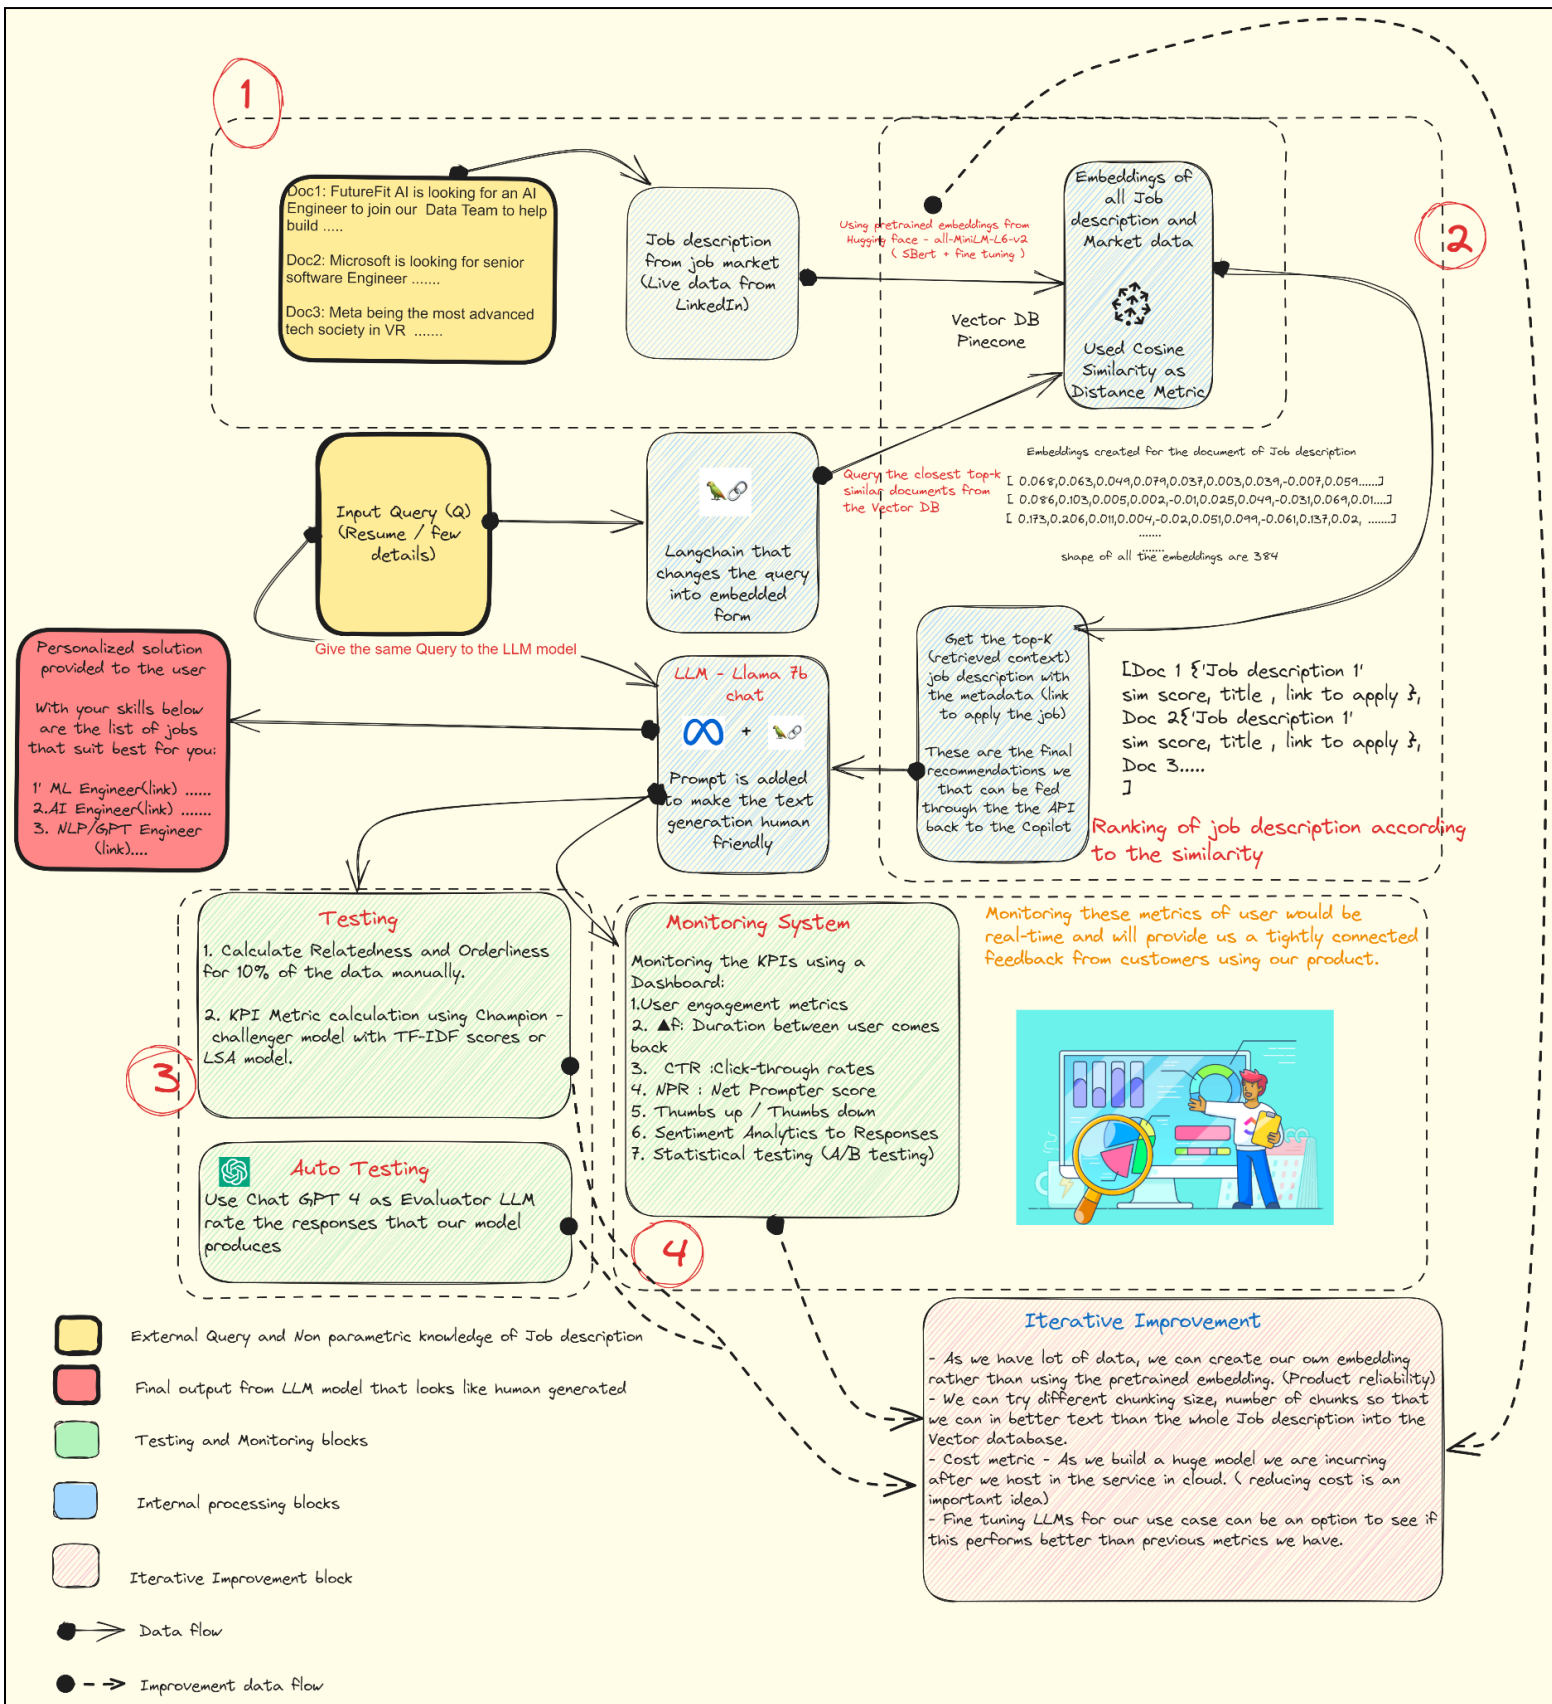 1
Doc1: FutureFit AI is looking for an AI
Engineer to join our Data Team to help
build .....
Doc2: Microsoft is looking for senior
software Engineer .......
Doc3: Meta being the most advanced
tech society in VR .......
Job description
from job market
(Live data from
LinkedIn)
Using pretrained embeddings from
Hugging face - all-MiniLM-L6-v2
( SBert + fine tuning )
Vector DB
Pinecone
Embeddings of
all Job
description and
Market data
Used Cosine
Similarity as
Distance Metric
2
Input Query (Q)
(Resume / few
details)
Langchain that
changes the query
into embedded
form
Query the closest top-k
similar documents from
the Vector DB
Embeddings created for the document of Job description
[ 0.068,0.063,0.049,0.079,0.037,0.003,0.039,-0.007,0.059......]
[ 0.086,0.103,0.005,0.002,-0.01,0.025,0.049,-0.031,0.069,0.01....]
[ 0.173,0.206,0.011,0.004,-0.02,0.051,0.099,-0.061,0.137,0.02, .......]
.......
.......
shape of all the embeddings are 384
Give the same Query to the LLM model
Personalized solution
provided to the user
With your skills below
are the list of jobs
that suit best for you:
1' ML Engineer(link) ......
2.AI Engineer(link) .......
3. NLP/GPT Engineer
(link)....
LLM - Llama 7b
chat
+
Prompt is added
to make the text
generation human
friendly
Get the top-K
(retrieved context)
job description with
the metadata (link
to apply the job)
These are the final
recommendations we
that can be fed
through the the API
back to the Copilot
[Doc 1 {'Job description 1'
sim score, title , link to apply },
Doc 2{'Job description 1'
sim score, title , link to apply },
Doc 3.....
]
Ranking of job description according
to the similarity
Testing
1. Calculate Relatedness and Orderliness
for 10% of the data manually.
2. KPI Metric calculation using Champion -
challenger model with TF-IDF scores or
LSA model.
3
Auto Testing
Use Chat GPT 4 as Evaluator LLM
rate the responses that our model
produces
Monitoring System
Monitoring the KPIs using a
Dashboard:
1.User engagement metrics
2. ▲f: Duration between user comes
back
3. CTR :Click-through rates
4. NPR : Net Prompter score
5. Thumbs up / Thumbs down
6. Sentiment Analytics to Responses
7. Statistical testing (A/B testing)
4
Monitoring these metrics of user would be
real-time and will provide us a tightly connected
feedback from customers using our product.
Iterative Improvement
- As we have lot of data, we can create our own embedding
rather than using the pretrained embedding. (Product reliability)
- We can try different chunking size, number of chunks so that
we can in better text than the whole Job description into the
Vector database.
- Cost metric - As we build a huge model we are incurring
after we host in the service in cloud. ( reducing cost is an
important idea)
- Fine tuning LLMs for our use case can be an option to see if
this performs better than previous metrics we have.
External Query and Non parametric knowledge of Job description
Final output from LLM model that looks like human generated
Testing and Monitoring blocks
Internal processing blocks
Iterative Improvement block
Data flow
Improvement data flow